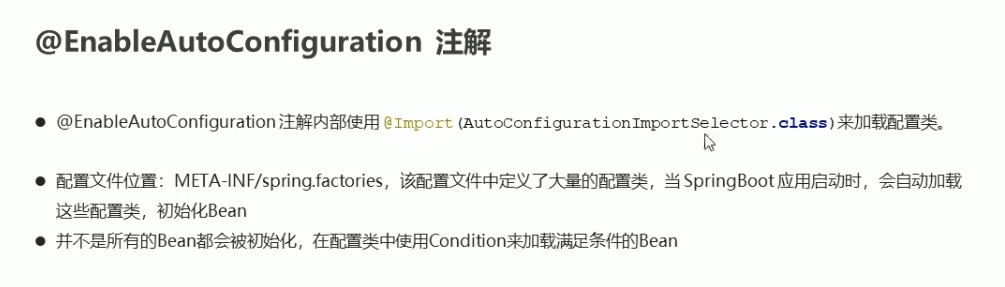 @EnableAutoConfiguration 注解
● @EnableAutoConfiguration 注解内部使用 @Import(AutoConfigurationImportSelector.class)来加载配置类。
● 配置文件位置：META-INF/spring.factories，该配置文件中定义了大量的配置类，当 SpringBoot 应用启动时，会自动加载
这些配置类，初始化Bean
● 并不是所有的Bean都会被初始化，在配置类中使用Condition来加载满足条件的Bean